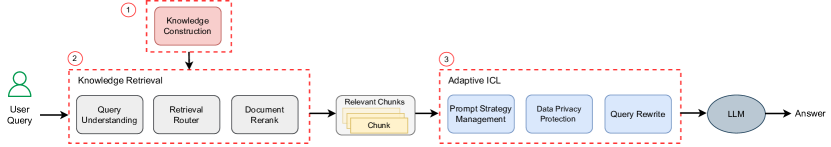 1
Knowledge
Construction
2
Knowledge Retrieval
3
Adaptive ICL
User
Query
Query
Understanding
Retrieval
Router
Document
Rerank
Relevant Chunks
Chunk
Prompt Strategy
Management
Data Privacy
Protection
Query Rewrite
LLM
Answer